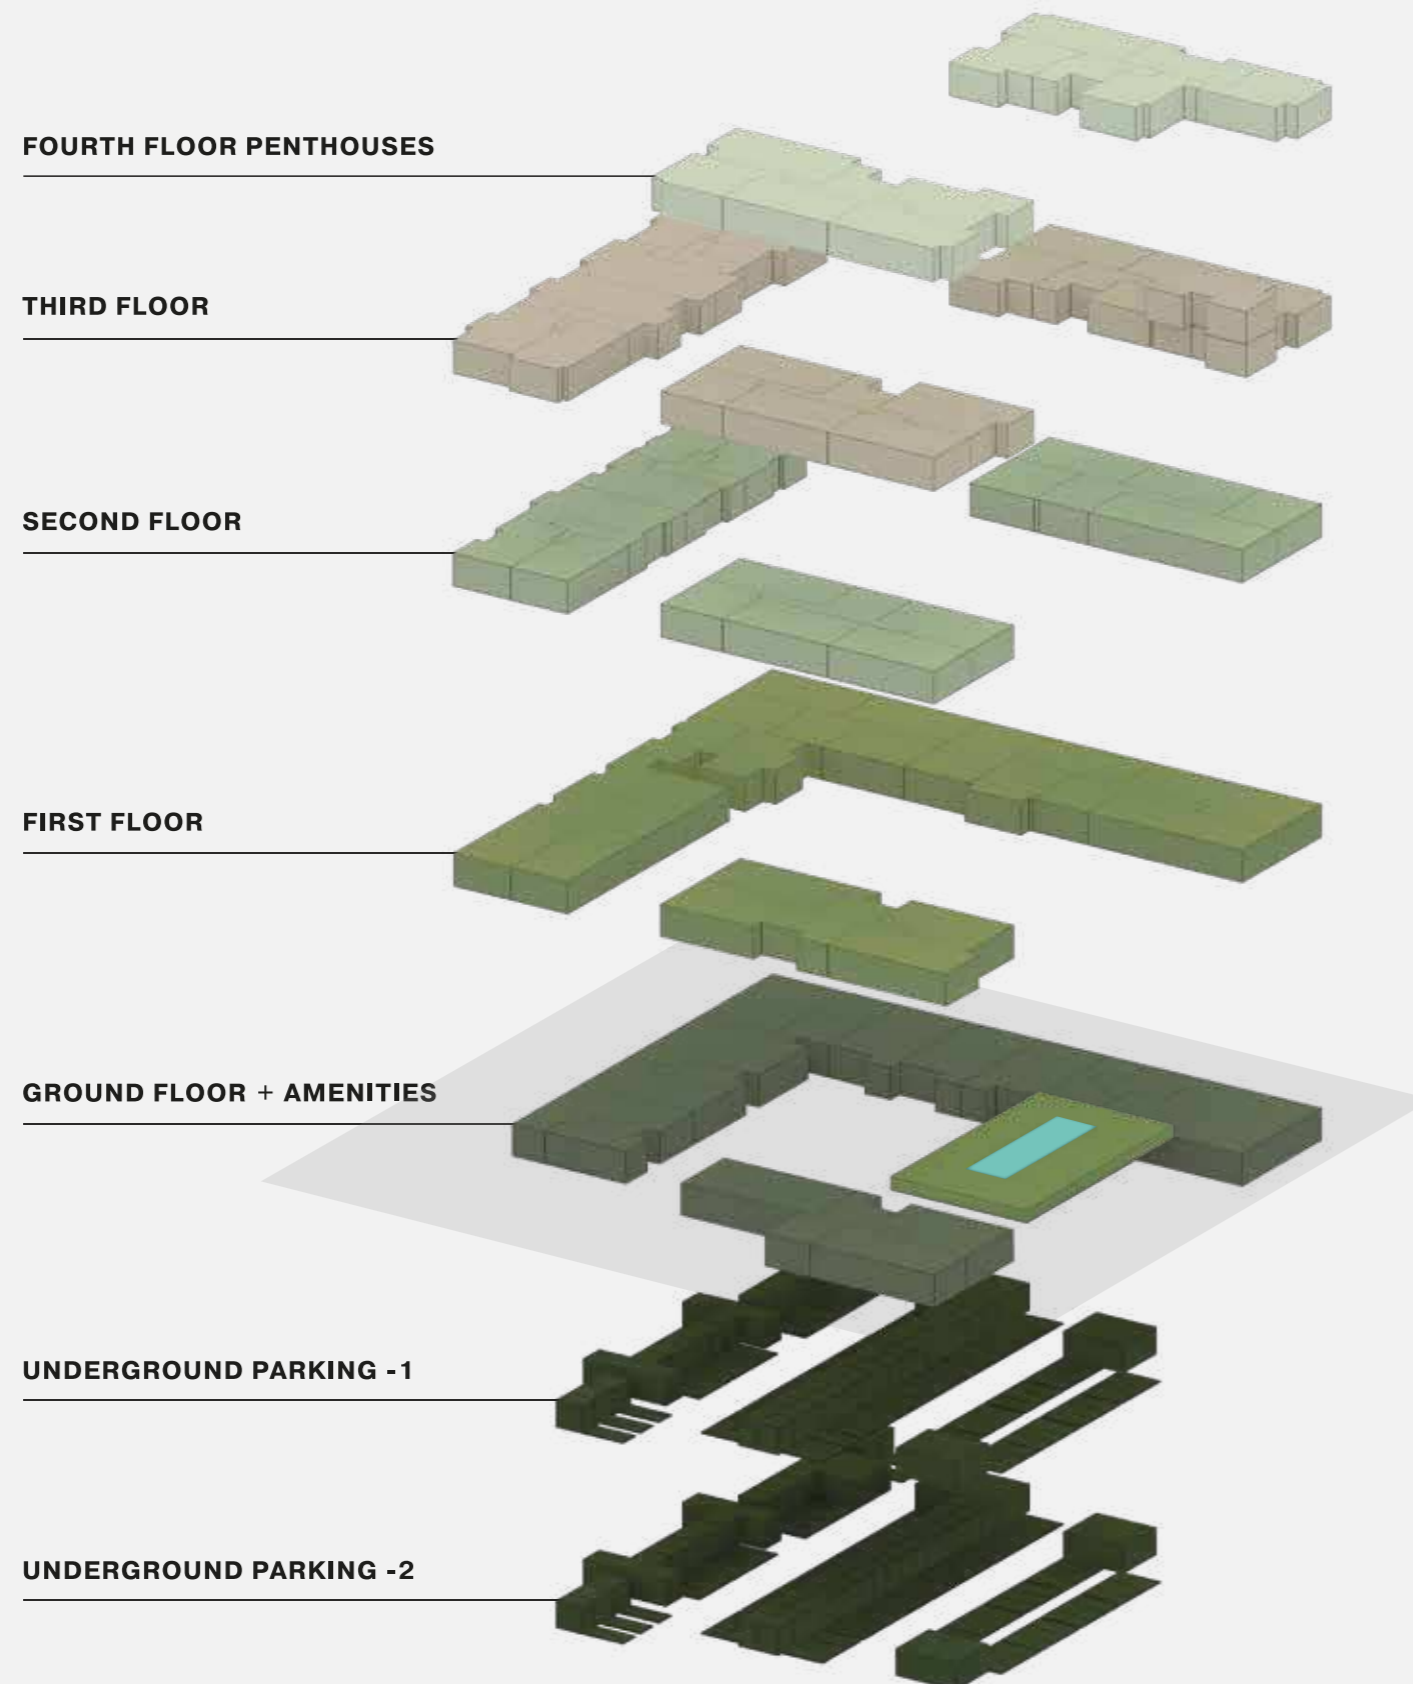 FOURTH FLOOR PENTHOUSES
THIRD FLOOR
SECOND FLOOR
FIRST FLOOR
GROUND FLOOR + AMENITIES
UNDERGROUND PARKING -1
UNDERGROUND PARKING -2